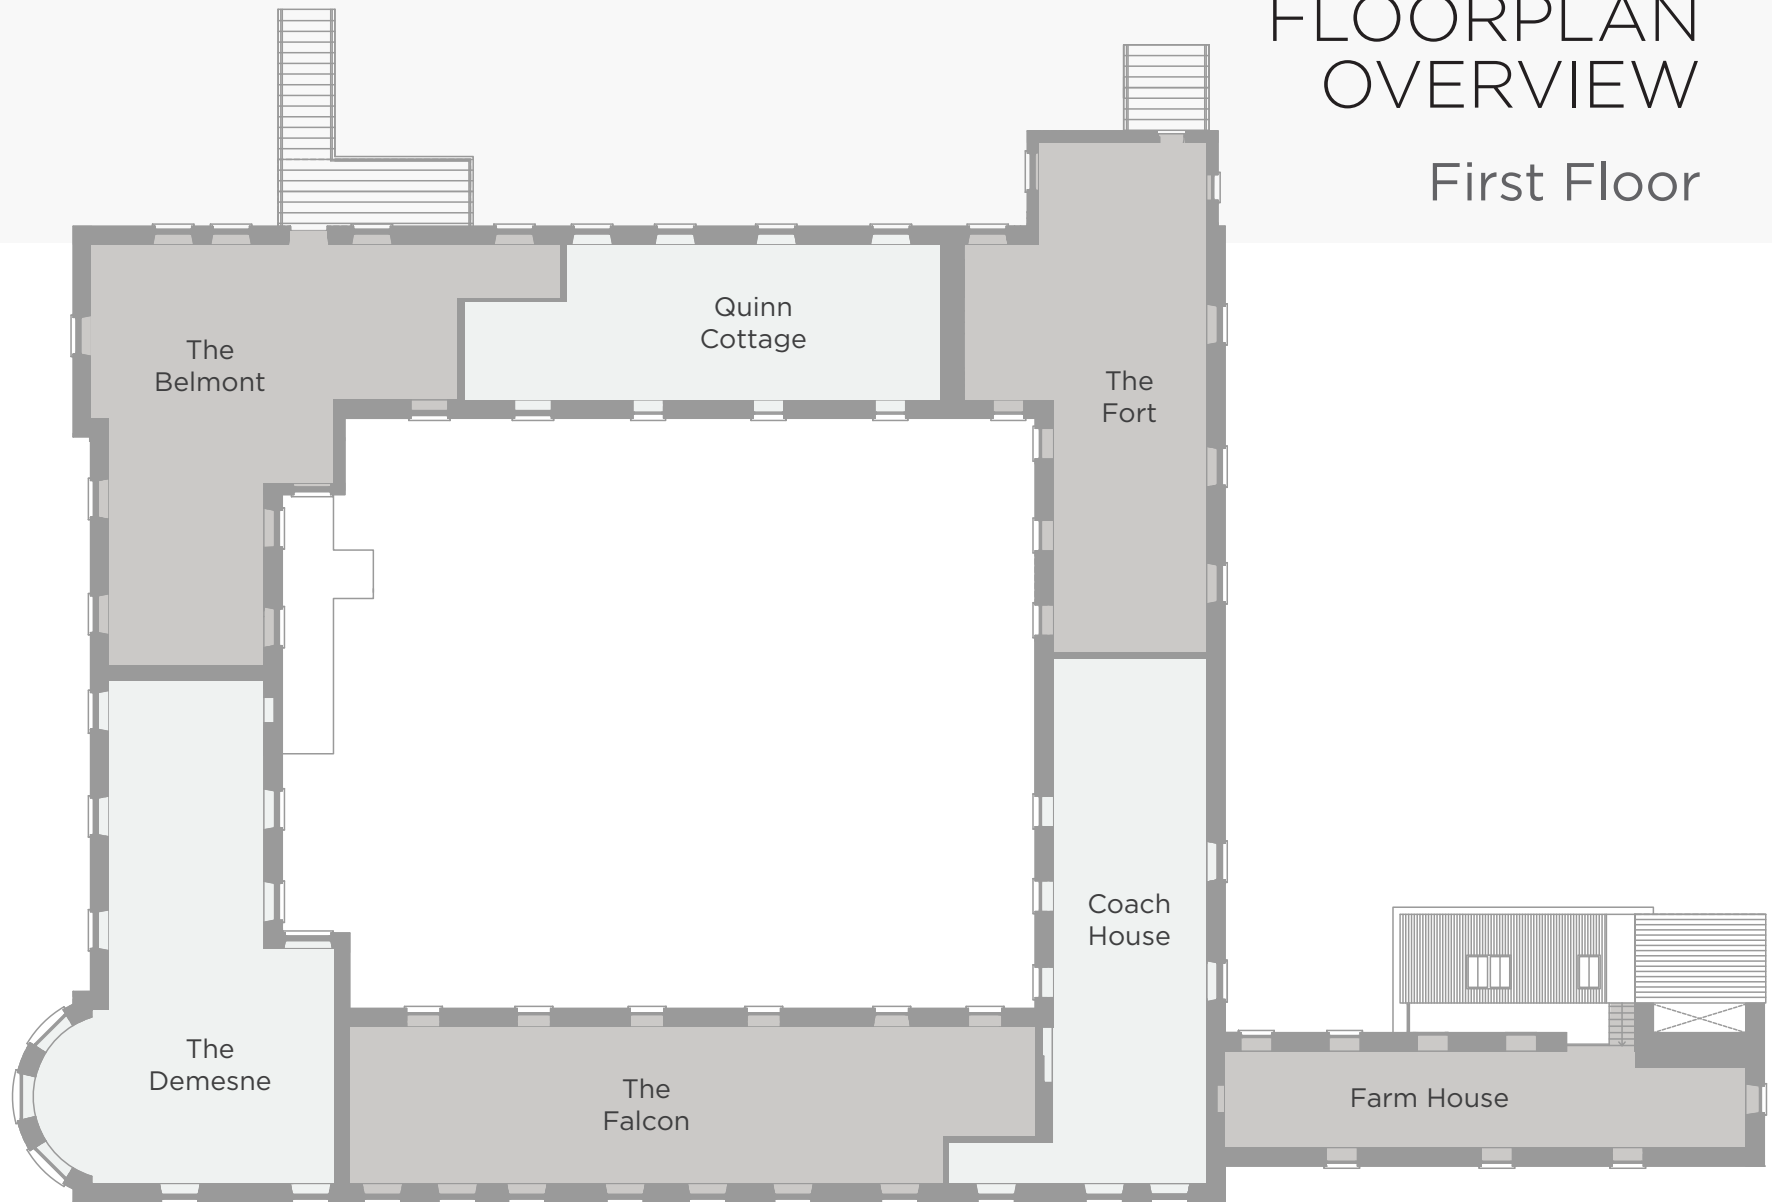 FLOORPLAN
OVERVIEW
First Floor
Quinn
Cottage
The
Belmont
The
Fort
Coach
House
The
Demesne
The
Falcon
Farm House